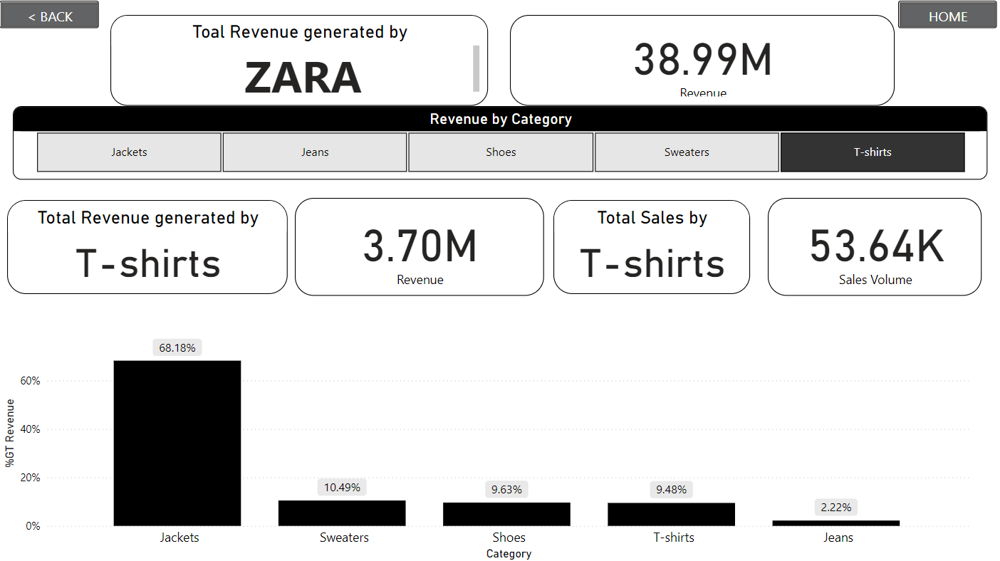 < BACK
Toal Revenue generated by
ZARA
38.99M
Revenue
HOME
Revenue by Category
Jackets
Jeans
Shoes
Sweaters
T-shirts
Total Revenue generated by
T-shirts
3.70M
Revenue
Total Sales by
T-shirts
53.64K
Sales Volume
%GT Revenue
60%
40%
20%
0%
68.18%
10.49%
9.63%
9.48%
2.22%
Jackets
Sweaters
Shoes
T-shirts
Jeans
Category